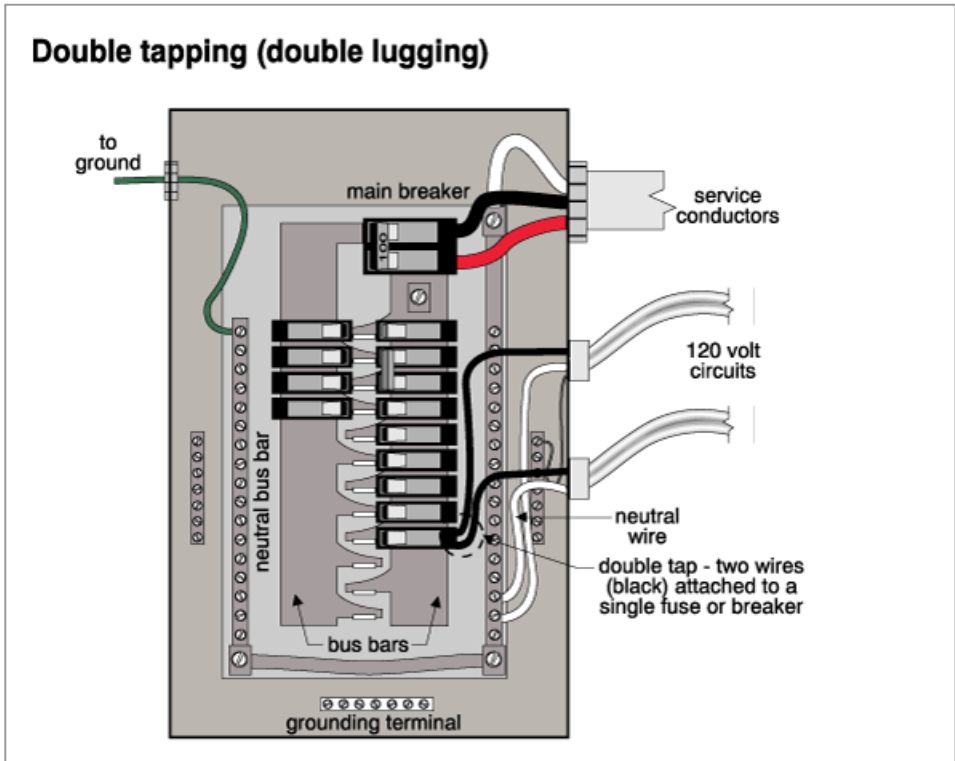 Double tapping (double lugging)
to
ground
main breaker
service
conductors
100
120 volt
circuits
neutral bus bar
neutral
wire
double tap - two wires
(black) attached to a
single fuse or breaker
bus bars
grounding terminal